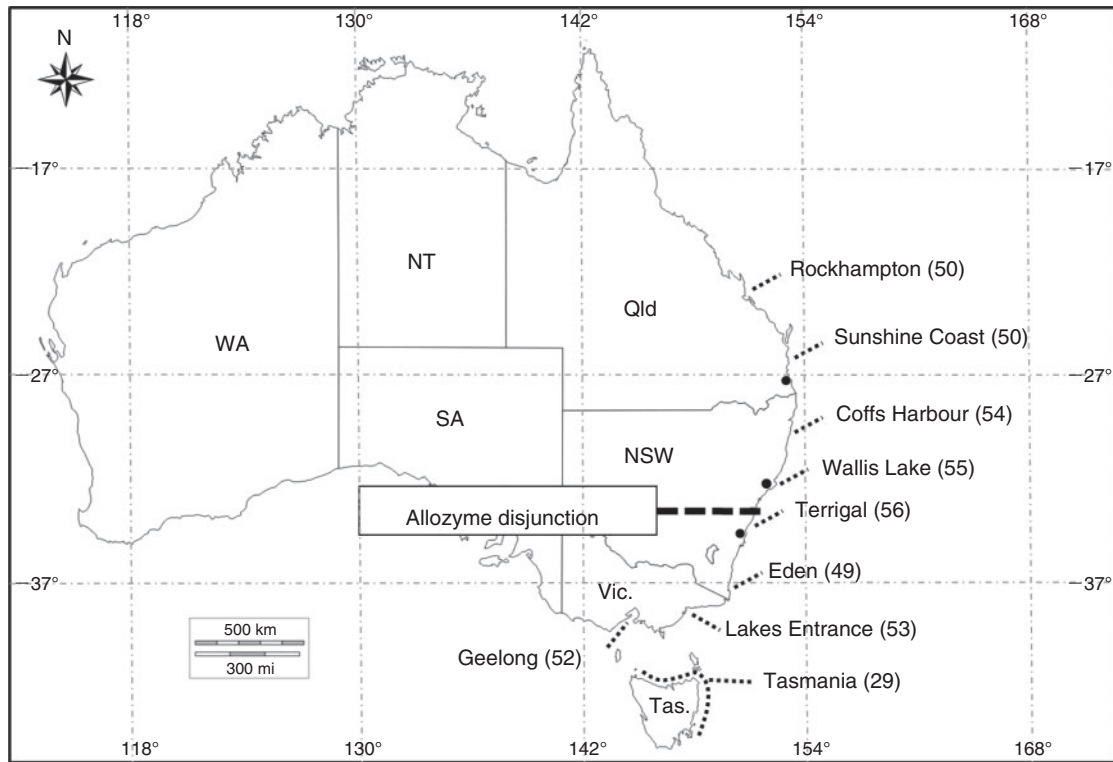 118° 130° 142° 154° 168°
N
17° 17°
NT
Rockhampton (50)
Qld
Sunshine Coast (50)
WA
27° 27°
Coffs Harbour (54)
SA
NSW
Wallis Lake (55)
Terrigal (56)
Allozyme disjunction
Eden (49)
37° 37°
Vic.
Lakes Entrance (53)
500 km
300 mi
Geelong (52)
Tasmania (29)
Tas.
118° 130° 142° 154° 168°